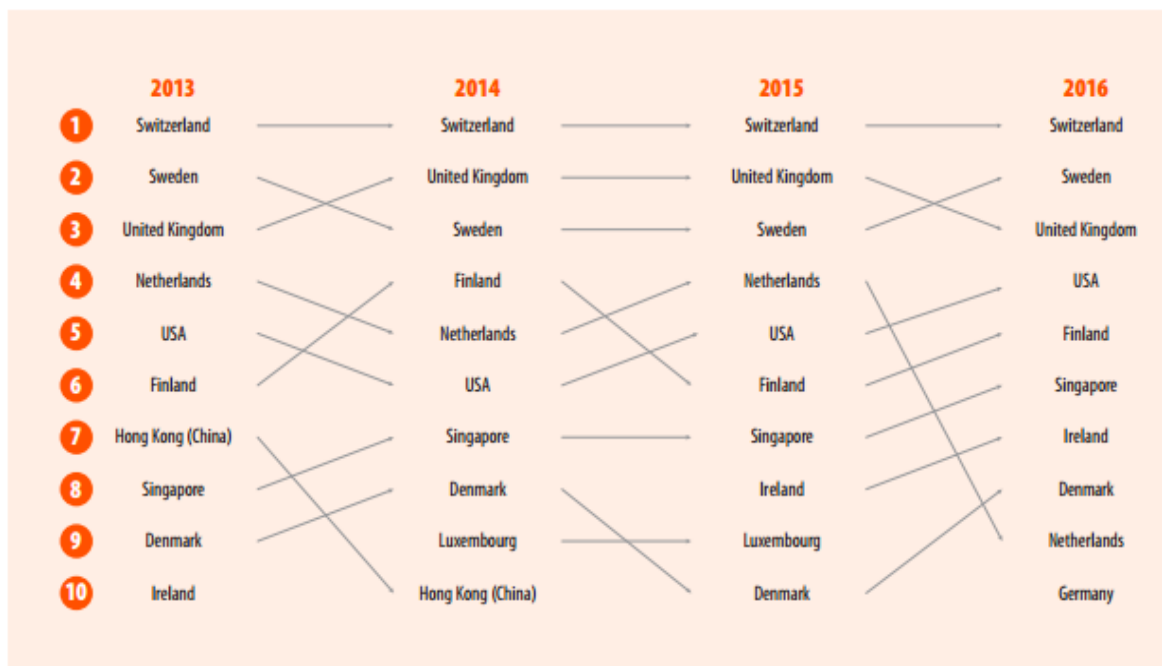 2013 2014 2015 2016
1 Switzerland Switzerland Switzerland Switzerland
2 Sweden United Kingdom United Kingdom Sweden
3 United Kingdom Sweden Sweden United Kingdom
4 Netherlands Finland Netherlands USA
5 USA Netherlands USA Finland
6 Finland USA Finland Singapore
7 Hong Kong (China) Singapore Singapore Ireland
8 Singapore Denmark Ireland Denmark
9 Denmark Luxembourg Luxembourg Netherlands
10 Ireland Hong Kong (China) Denmark Germany